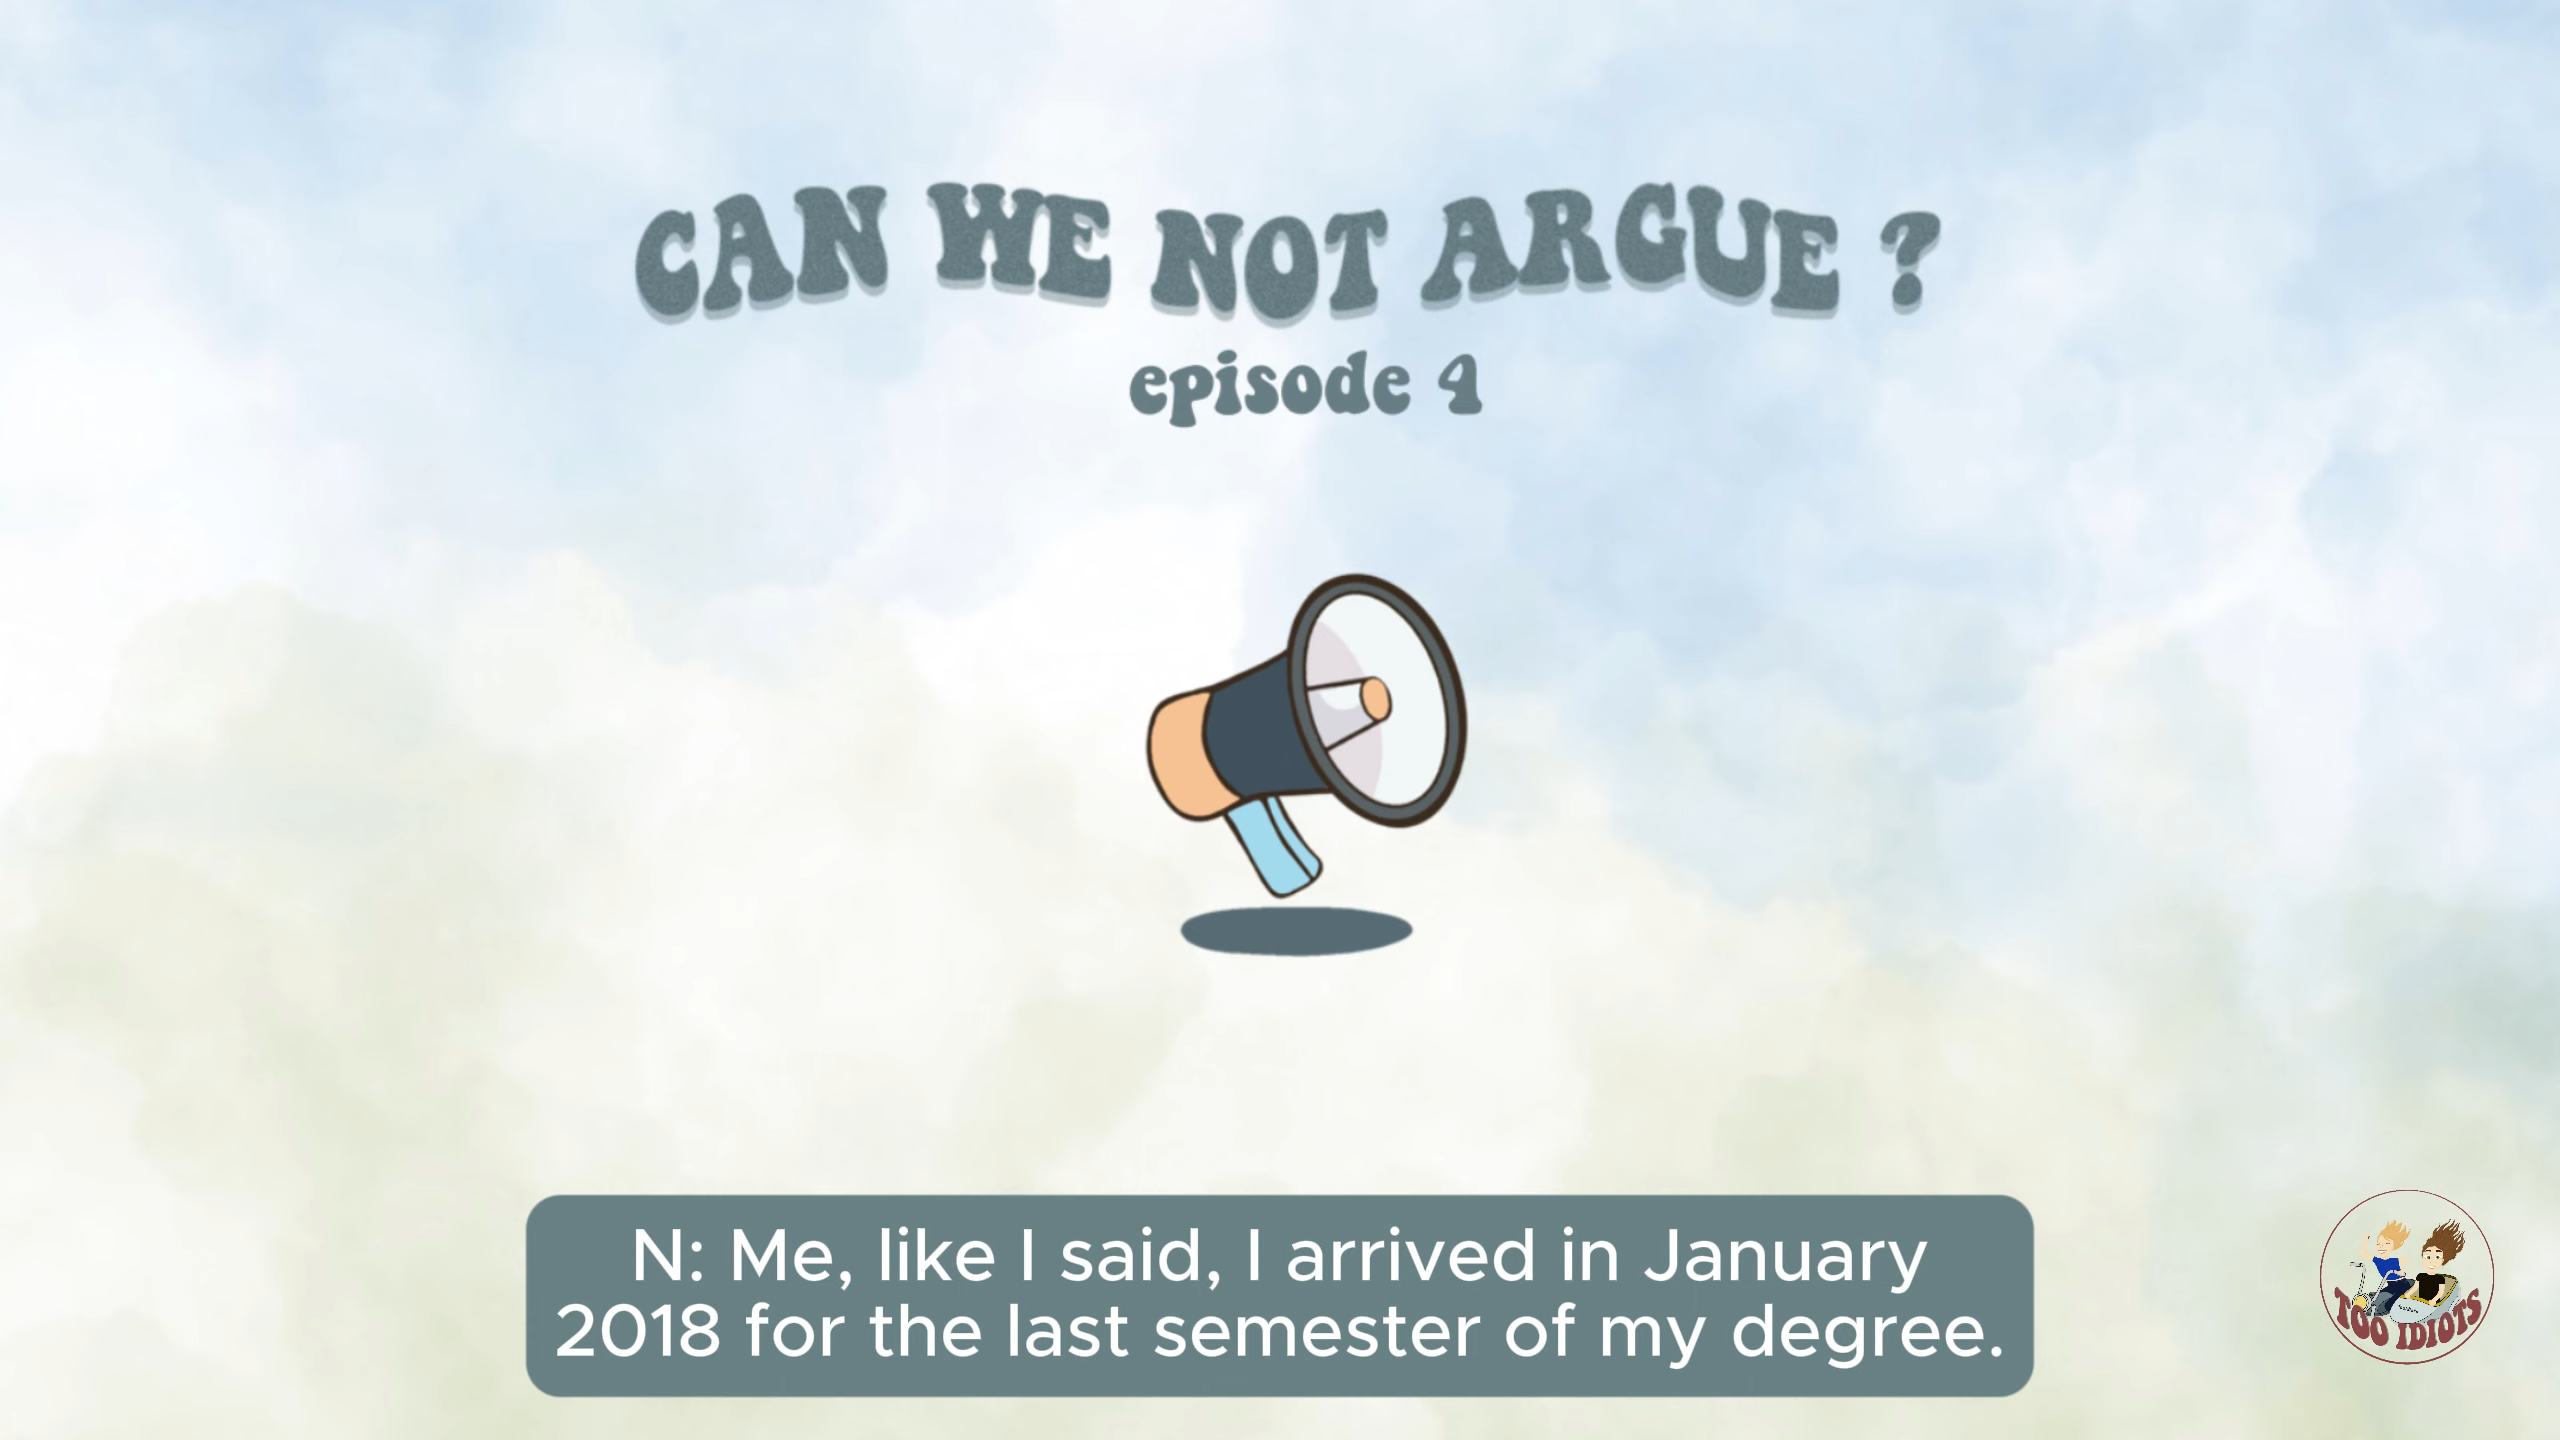 CAN WE NOT ARGUE ?
episode 4
N: Me, like I said, I arrived in January
2018 for the last semester of my degree.
TOO IDIOTS